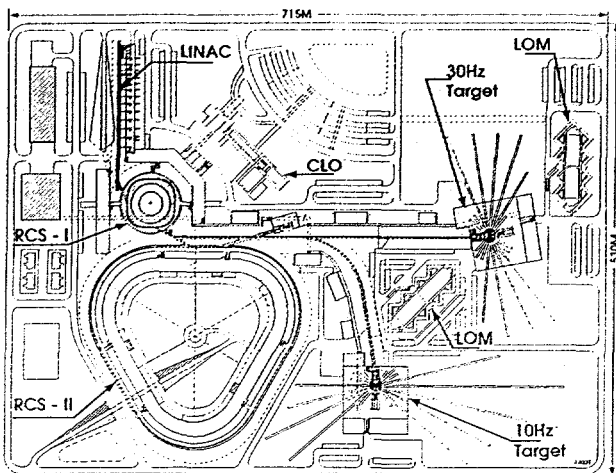 715M
LINAC
LOM
30Hz
Target
CLO
RCS - I
LOM
RCS - II
10Hz
Target